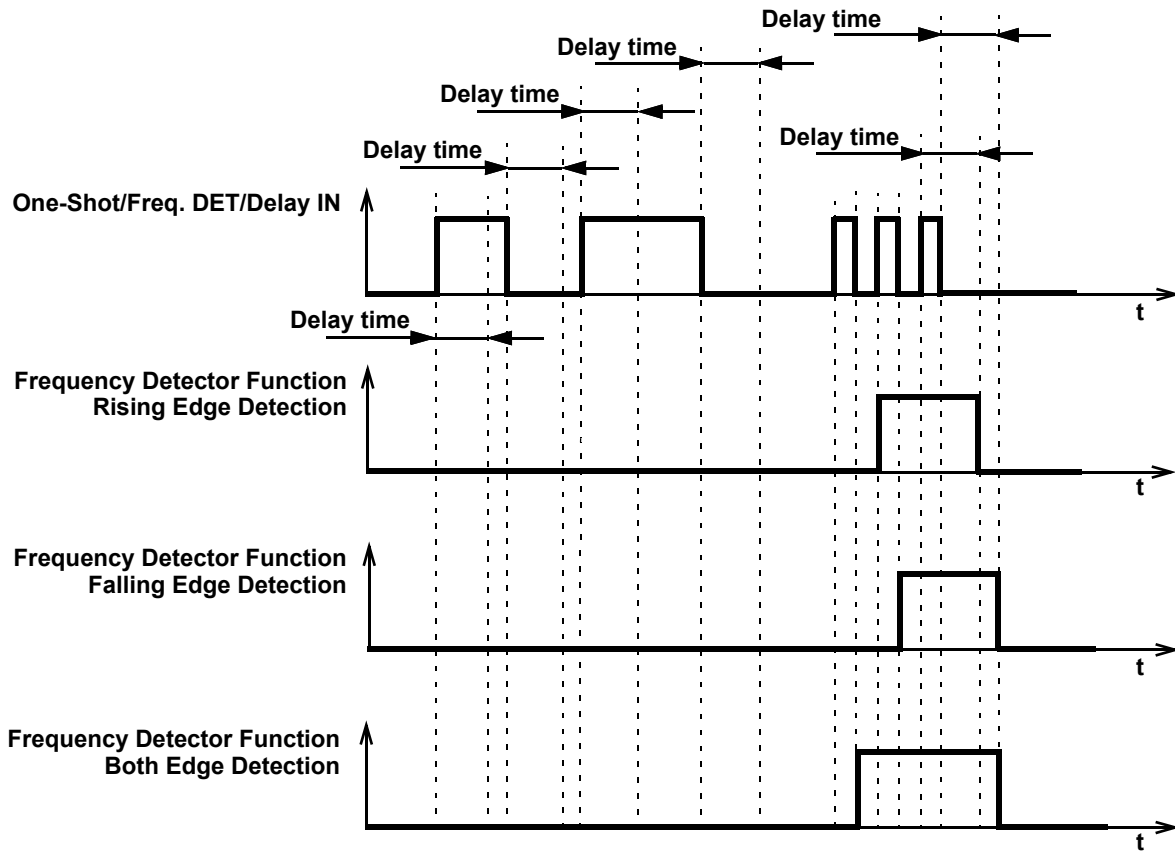 Delay time
Delay time
Delay time
Delay time
Delay time
One-Shot/Freq. DET/Delay IN
t
Delay time
Frequency Detector Function
Rising Edge Detection
t
Frequency Detector Function
Falling Edge Detection
t
Frequency Detector Function
Both Edge Detection
t